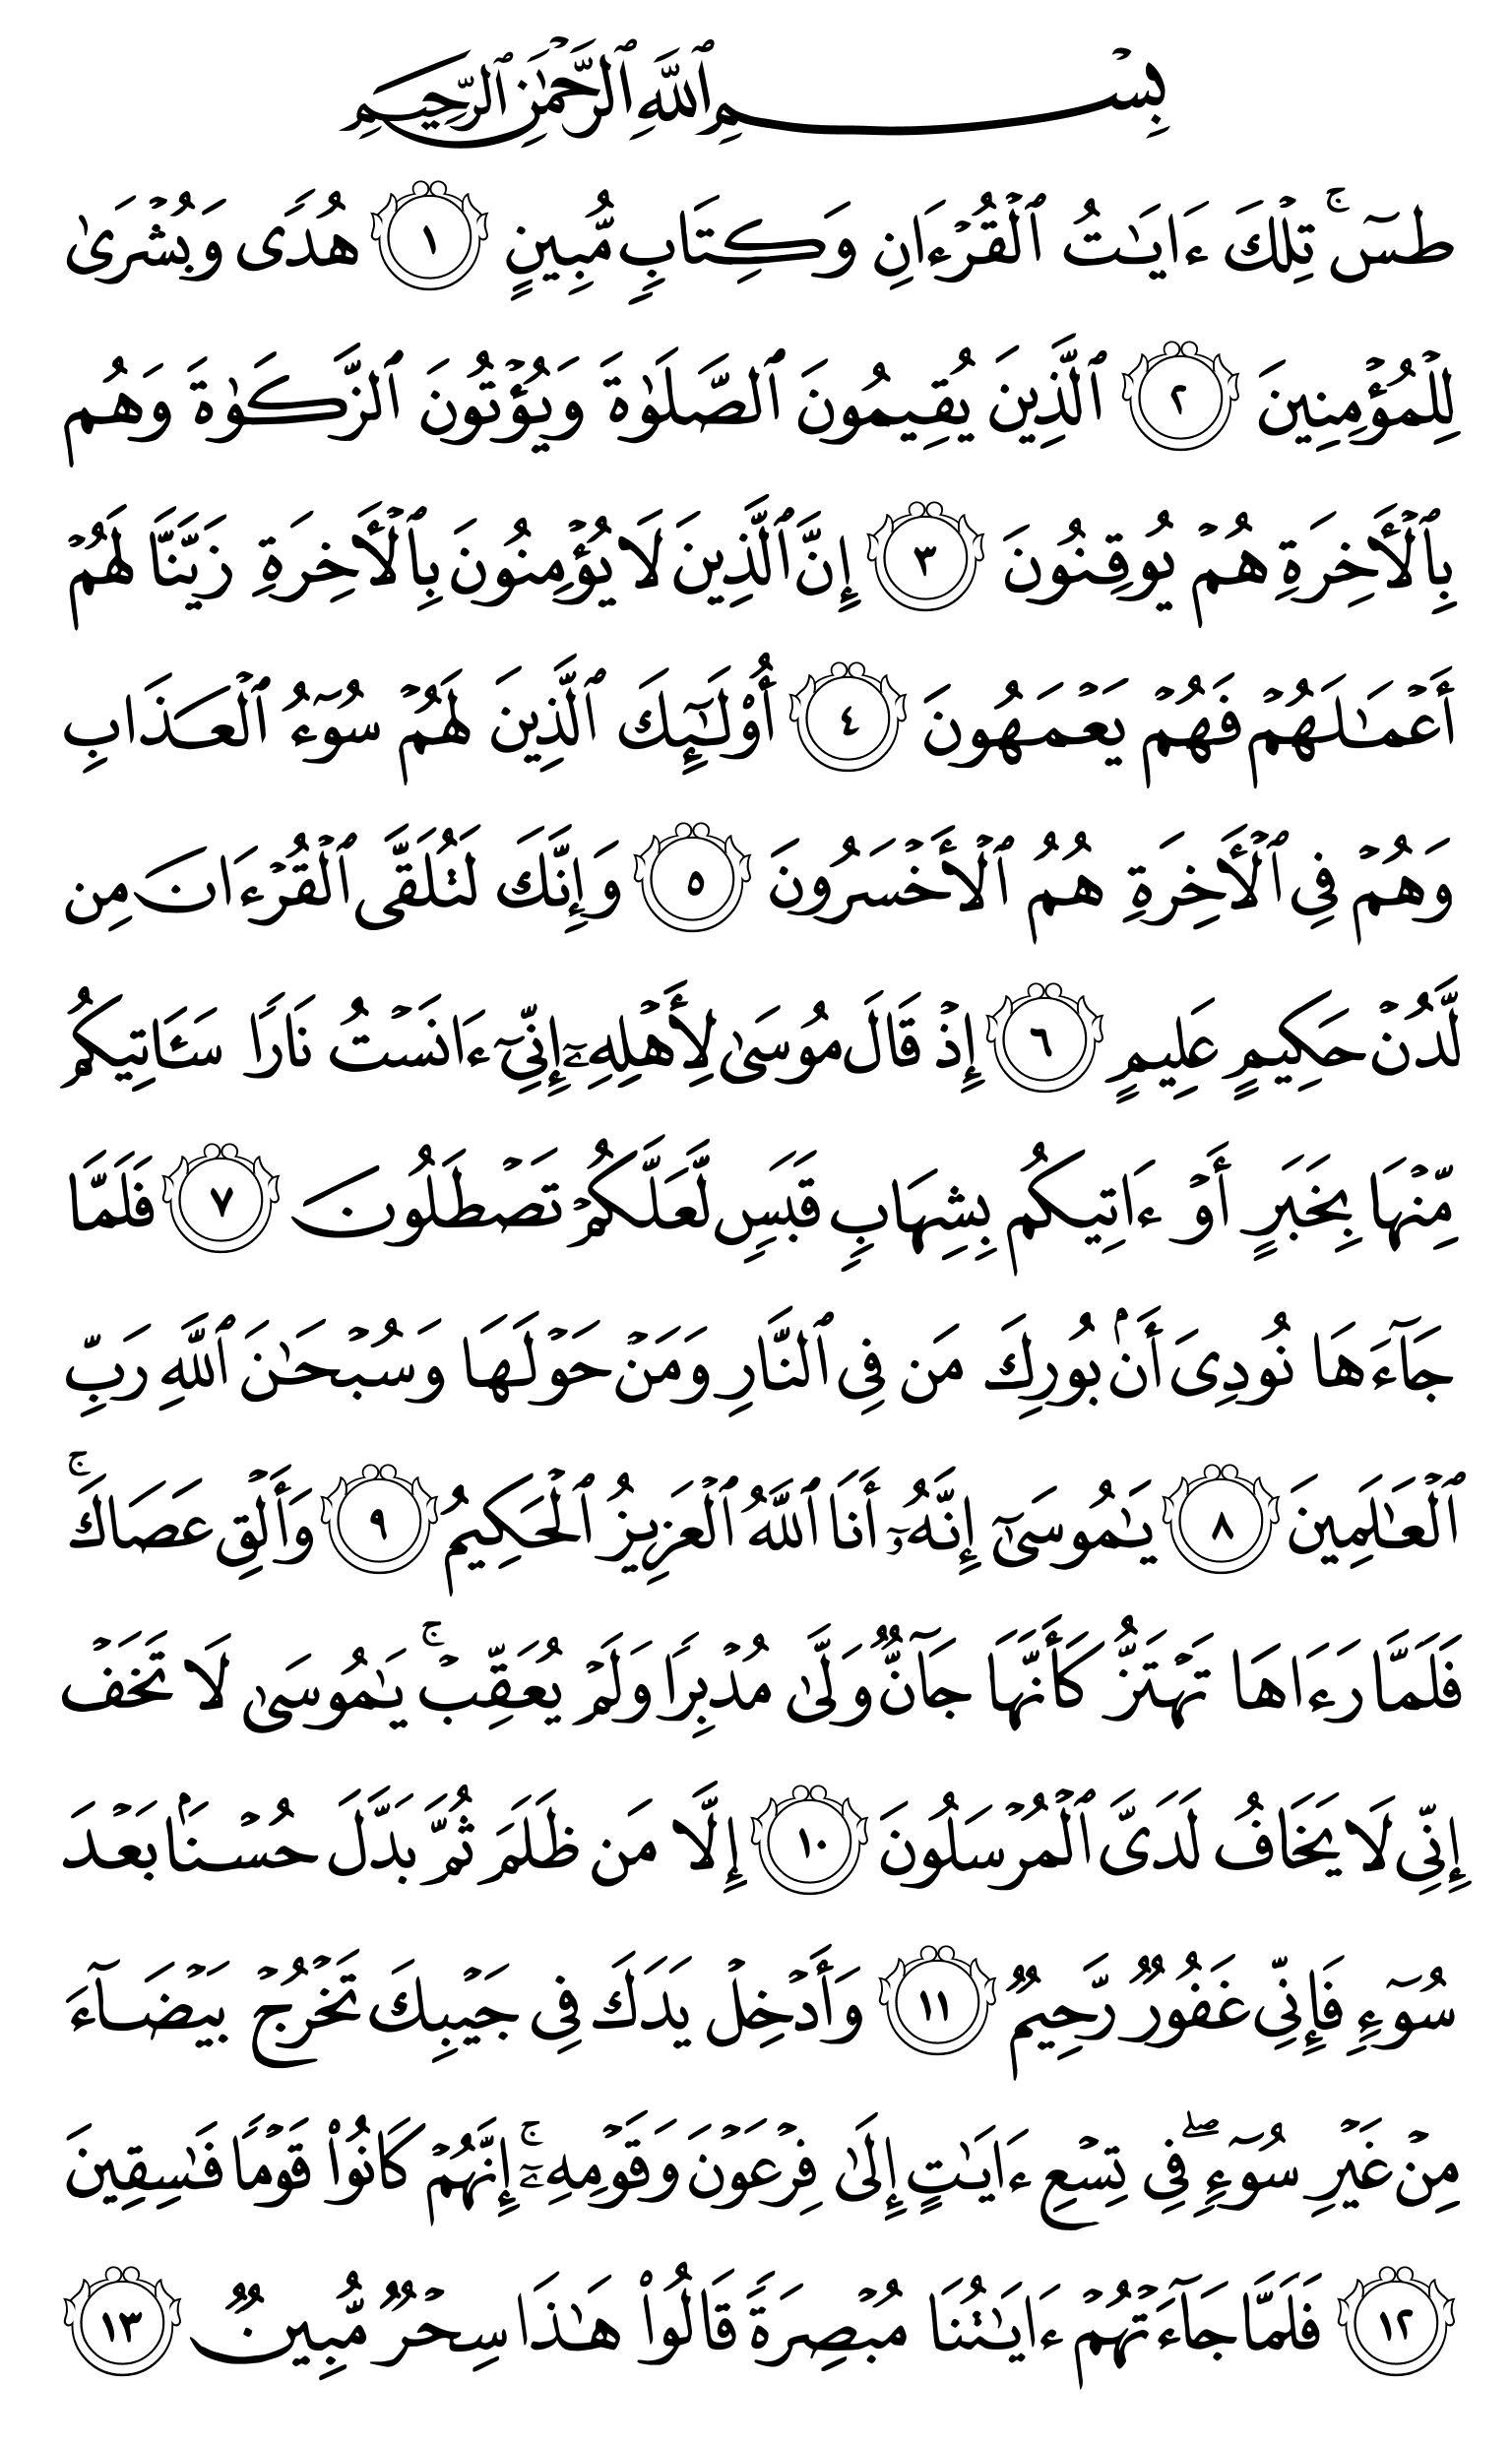 بِسْمِ ٱللَّهِ ٱلرَّحْمَٰنِ ٱلرَّحِيمِ
طسٓ ۚ تِلْكَ ءَايَٰتُ ٱلْقُرْءَانِ وَكِتَابٍ مُّبِينٍ ١ هُدًى وَبُشْرَىٰ
لِلْمُؤْمِنِينَ ٢ ٱلَّذِينَ يُقِيمُونَ ٱلصَّلَوٰةَ وَيُؤْتُونَ ٱلزَّكَوٰةَ وَهُم
بِٱلْأَخِرَةِ هُمْ يُوقِنُونَ ٣ إِنَّ ٱلَّذِينَ لَا يُؤْمِنُونَ بِٱلْأَخِرَةِ زَيَّنَّا لَهُمْ
أَعْمَٰلَهُمْ فَهُمْ يَعْمَهُونَ ٤ أُو۟لَٰٓئِكَ ٱلَّذِينَ لَهُمْ سُوٓءُ ٱلْعَذَابِ
وَهُمْ فِى ٱلْأَخِرَةِ هُمُ ٱلْأَخْسَرُونَ ٥ وَإِنَّكَ لَتُلَقَّى ٱلْقُرْءَانَ مِن
لَّدُنْ حَكِيمٍ عَلِيمٍ ٦ إِذْ قَالَ مُوسَىٰ لِأَهْلِهِۦٓ إِنِّىٓ ءَانَسْتُ نَارًا سَـَٔاتِيكُم
مِّنْهَا بِخَبَرٍ أَوْ ءَاتِيكُم بِشِهَابٍ قَبَسٍ لَّعَلَّكُمْ تَصْطَلُونَ ٧ فَلَمَّا
جَآءَهَا نُودِىَ أَنۢ بُورِكَ مَن فِى ٱلنَّارِ وَمَنْ حَوْلَهَا وَسُبْحَٰنَ ٱللَّهِ رَبِّ
ٱلْعَٰلَمِينَ ٨ يَٰمُوسَىٰٓ إِنَّهُۥٓ أَنَا ٱللَّهُ ٱلْعَزِيزُ ٱلْحَكِيمُ ٩ وَأَلْقِ عَصَاكَ ۚ
فَلَمَّا رَءَاهَا تَهْتَزُّ كَأَنَّهَا جَآنٌّ وَلَّىٰ مُدْبِرًا وَلَمْ يُعَقِّبْ ۚ يَٰمُوسَىٰ لَا تَخَفْ
إِنِّى لَا يَخَافُ لَدَىَّ ٱلْمُرْسَلُونَ ١٠ إِلَّا مَن ظَلَمَ ثُمَّ بَدَّلَ حُسْنًۢا بَعْدَ
سُوٓءٍ فَإِنِّى غَفُورٌ رَّحِيمٌ ١١ وَأَدْخِلْ يَدَكَ فِى جَيْبِكَ تَخْرُجْ بَيْضَآءَ
مِنْ غَيْرِ سُوٓءٍ ۖ فِى تِسْعِ ءَايَٰتٍ إِلَىٰ فِرْعَوْنَ وَقَوْمِهِۦٓ ۚ إِنَّهُمْ كَانُوا۟ قَوْمًا فَٰسِقِينَ
١٢ فَلَمَّا جَآءَتْهُمْ ءَايَٰتُنَا مُبْصِرَةً قَالُوا۟ هَٰذَا سِحْرٌ مُّبِينٌ ١٣